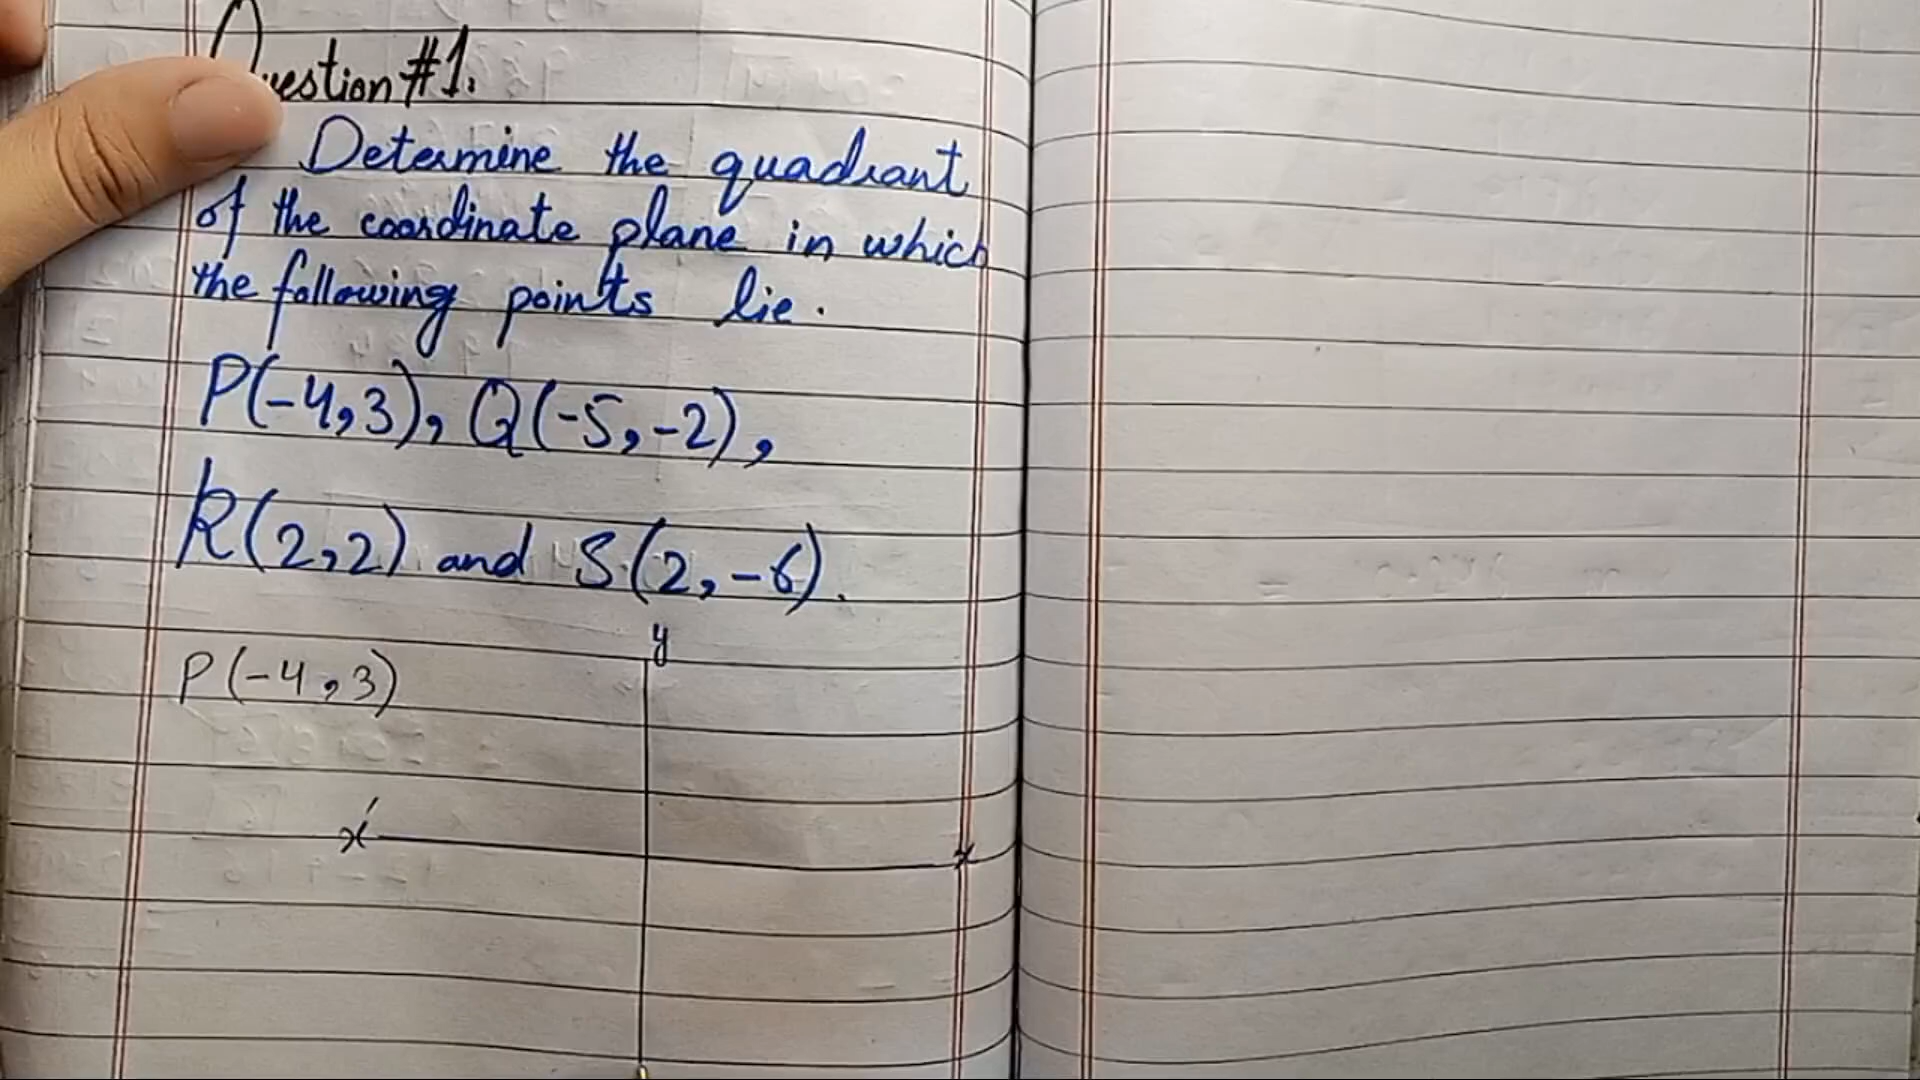 Question #1.
Determine the quadrant
of the coordinate plane in which
the following points lie.
P(-4,3), Q(-5,-2),
R(2,2) and S(2,-6).
y
P(-4,3)
x'
x